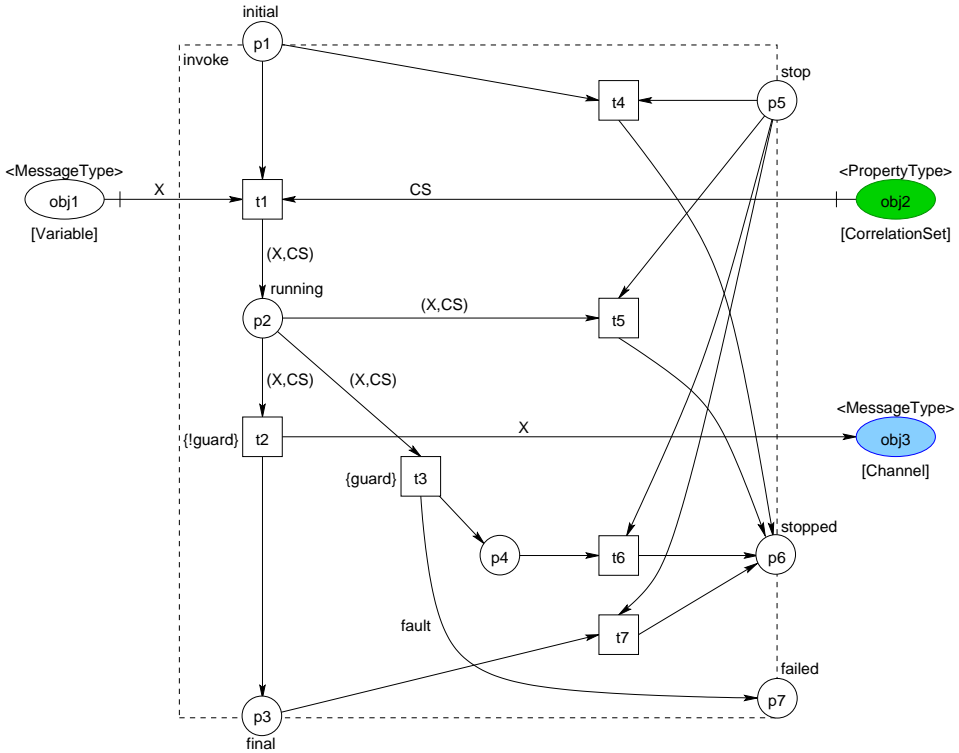 initial
p1
invoke
stop
t4
p5
<MessageType>
<PropertyType>
X
CS
obj1
t1
obj2
[Variable]
[CorrelationSet]
(X,CS)
running
(X,CS)
p2
t5
(X,CS)
(X,CS)
<MessageType>
X
{!guard}
t2
obj3
{guard}
t3
[Channel]
stopped
p4
t6
p6
fault
t7
failed
p7
p3
final